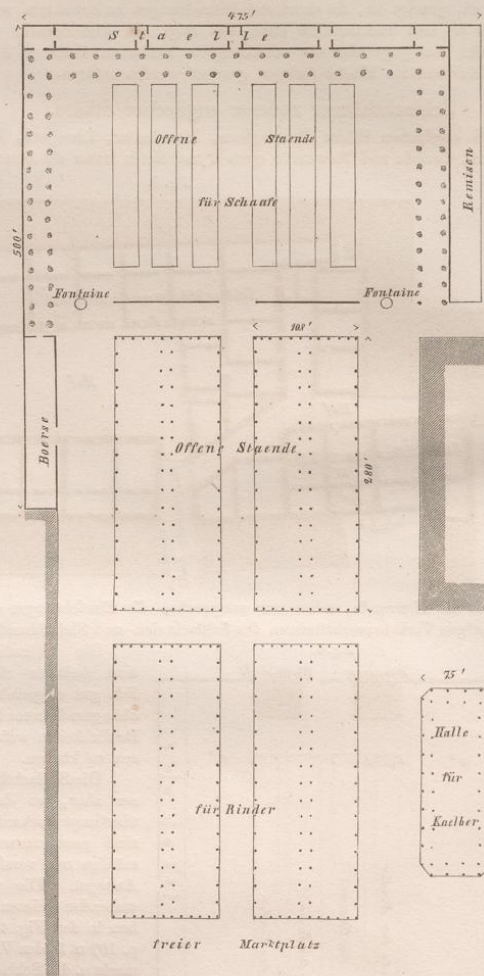 475'
Staelle
Offene Staende
Remisen
für Schaafe
500'
Fontaine
Fontaine
108'
Boerse
Offene Staende
280'
75'
Halle
für
Kaelber
für Rinder
freier Marktplatz